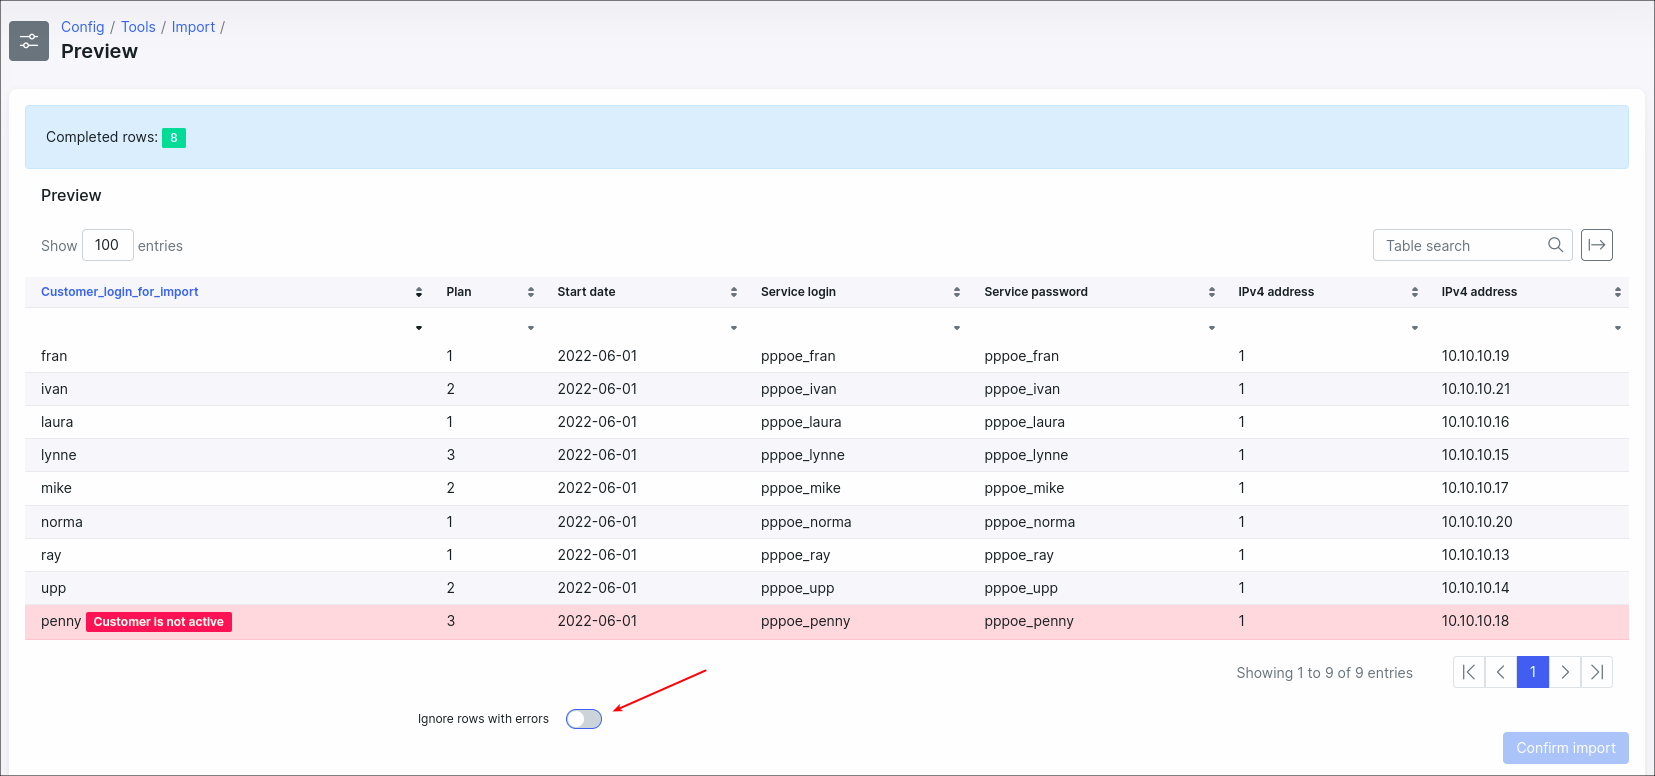 Config / Tools / Import /
Preview
Completed rows: 8
Preview
Show 100 entries Table search
Customer_login_for_import Plan Start date Service login Service password IPv4 address IPv4 address
fran 1 2022-06-01 pppoe_fran pppoe_fran 1 10.10.10.19
ivan 2 2022-06-01 pppoe_ivan pppoe_ivan 1 10.10.10.21
laura 1 2022-06-01 pppoe_laura pppoe_laura 1 10.10.10.16
lynne 3 2022-06-01 pppoe_lynne pppoe_lynne 1 10.10.10.15
mike 2 2022-06-01 pppoe_mike pppoe_mike 1 10.10.10.17
norma 1 2022-06-01 pppoe_norma pppoe_norma 1 10.10.10.20
ray 1 2022-06-01 pppoe_ray pppoe_ray 1 10.10.10.13
upp 2 2022-06-01 pppoe_upp pppoe_upp 1 10.10.10.14
penny Customer is not active 3 2022-06-01 pppoe_penny pppoe_penny 1 10.10.10.18
Showing 1 to 9 of 9 entries 1
Ignore rows with errors
Confirm import